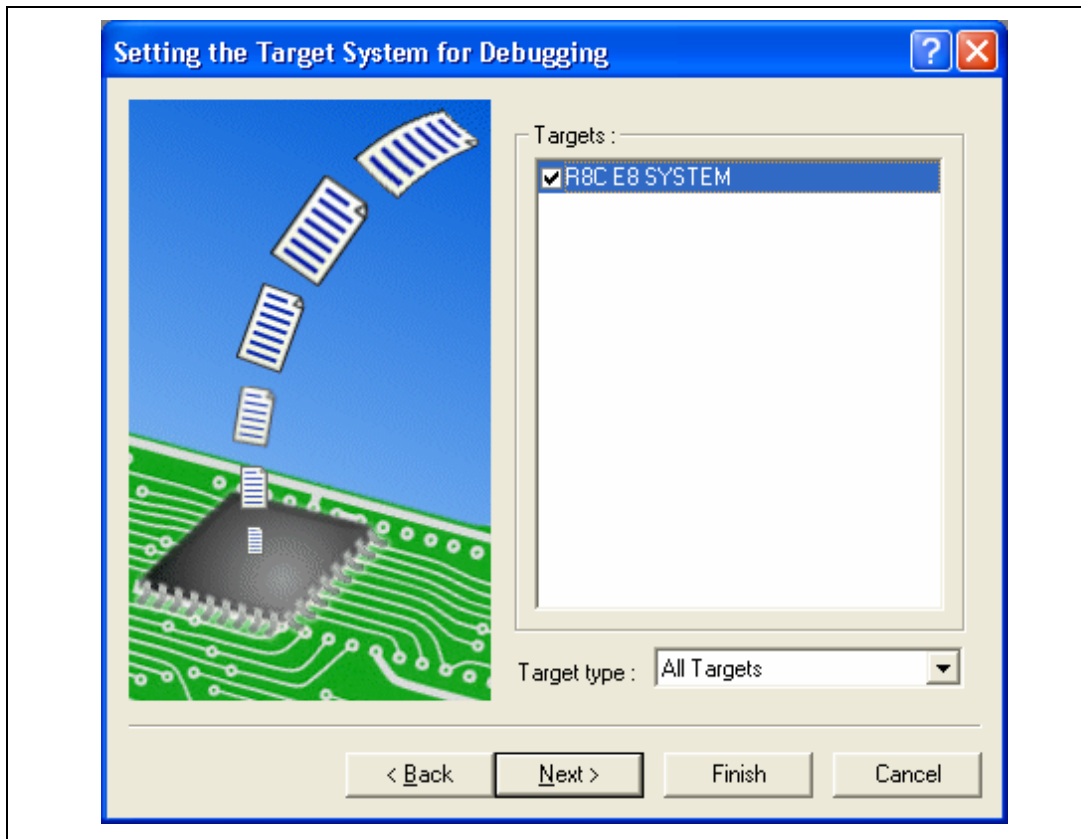 Setting the Target System for Debugging
Targets :
R8C E8 SYSTEM
Target type :
All Targets
< Back
Next >
Finish
Cancel